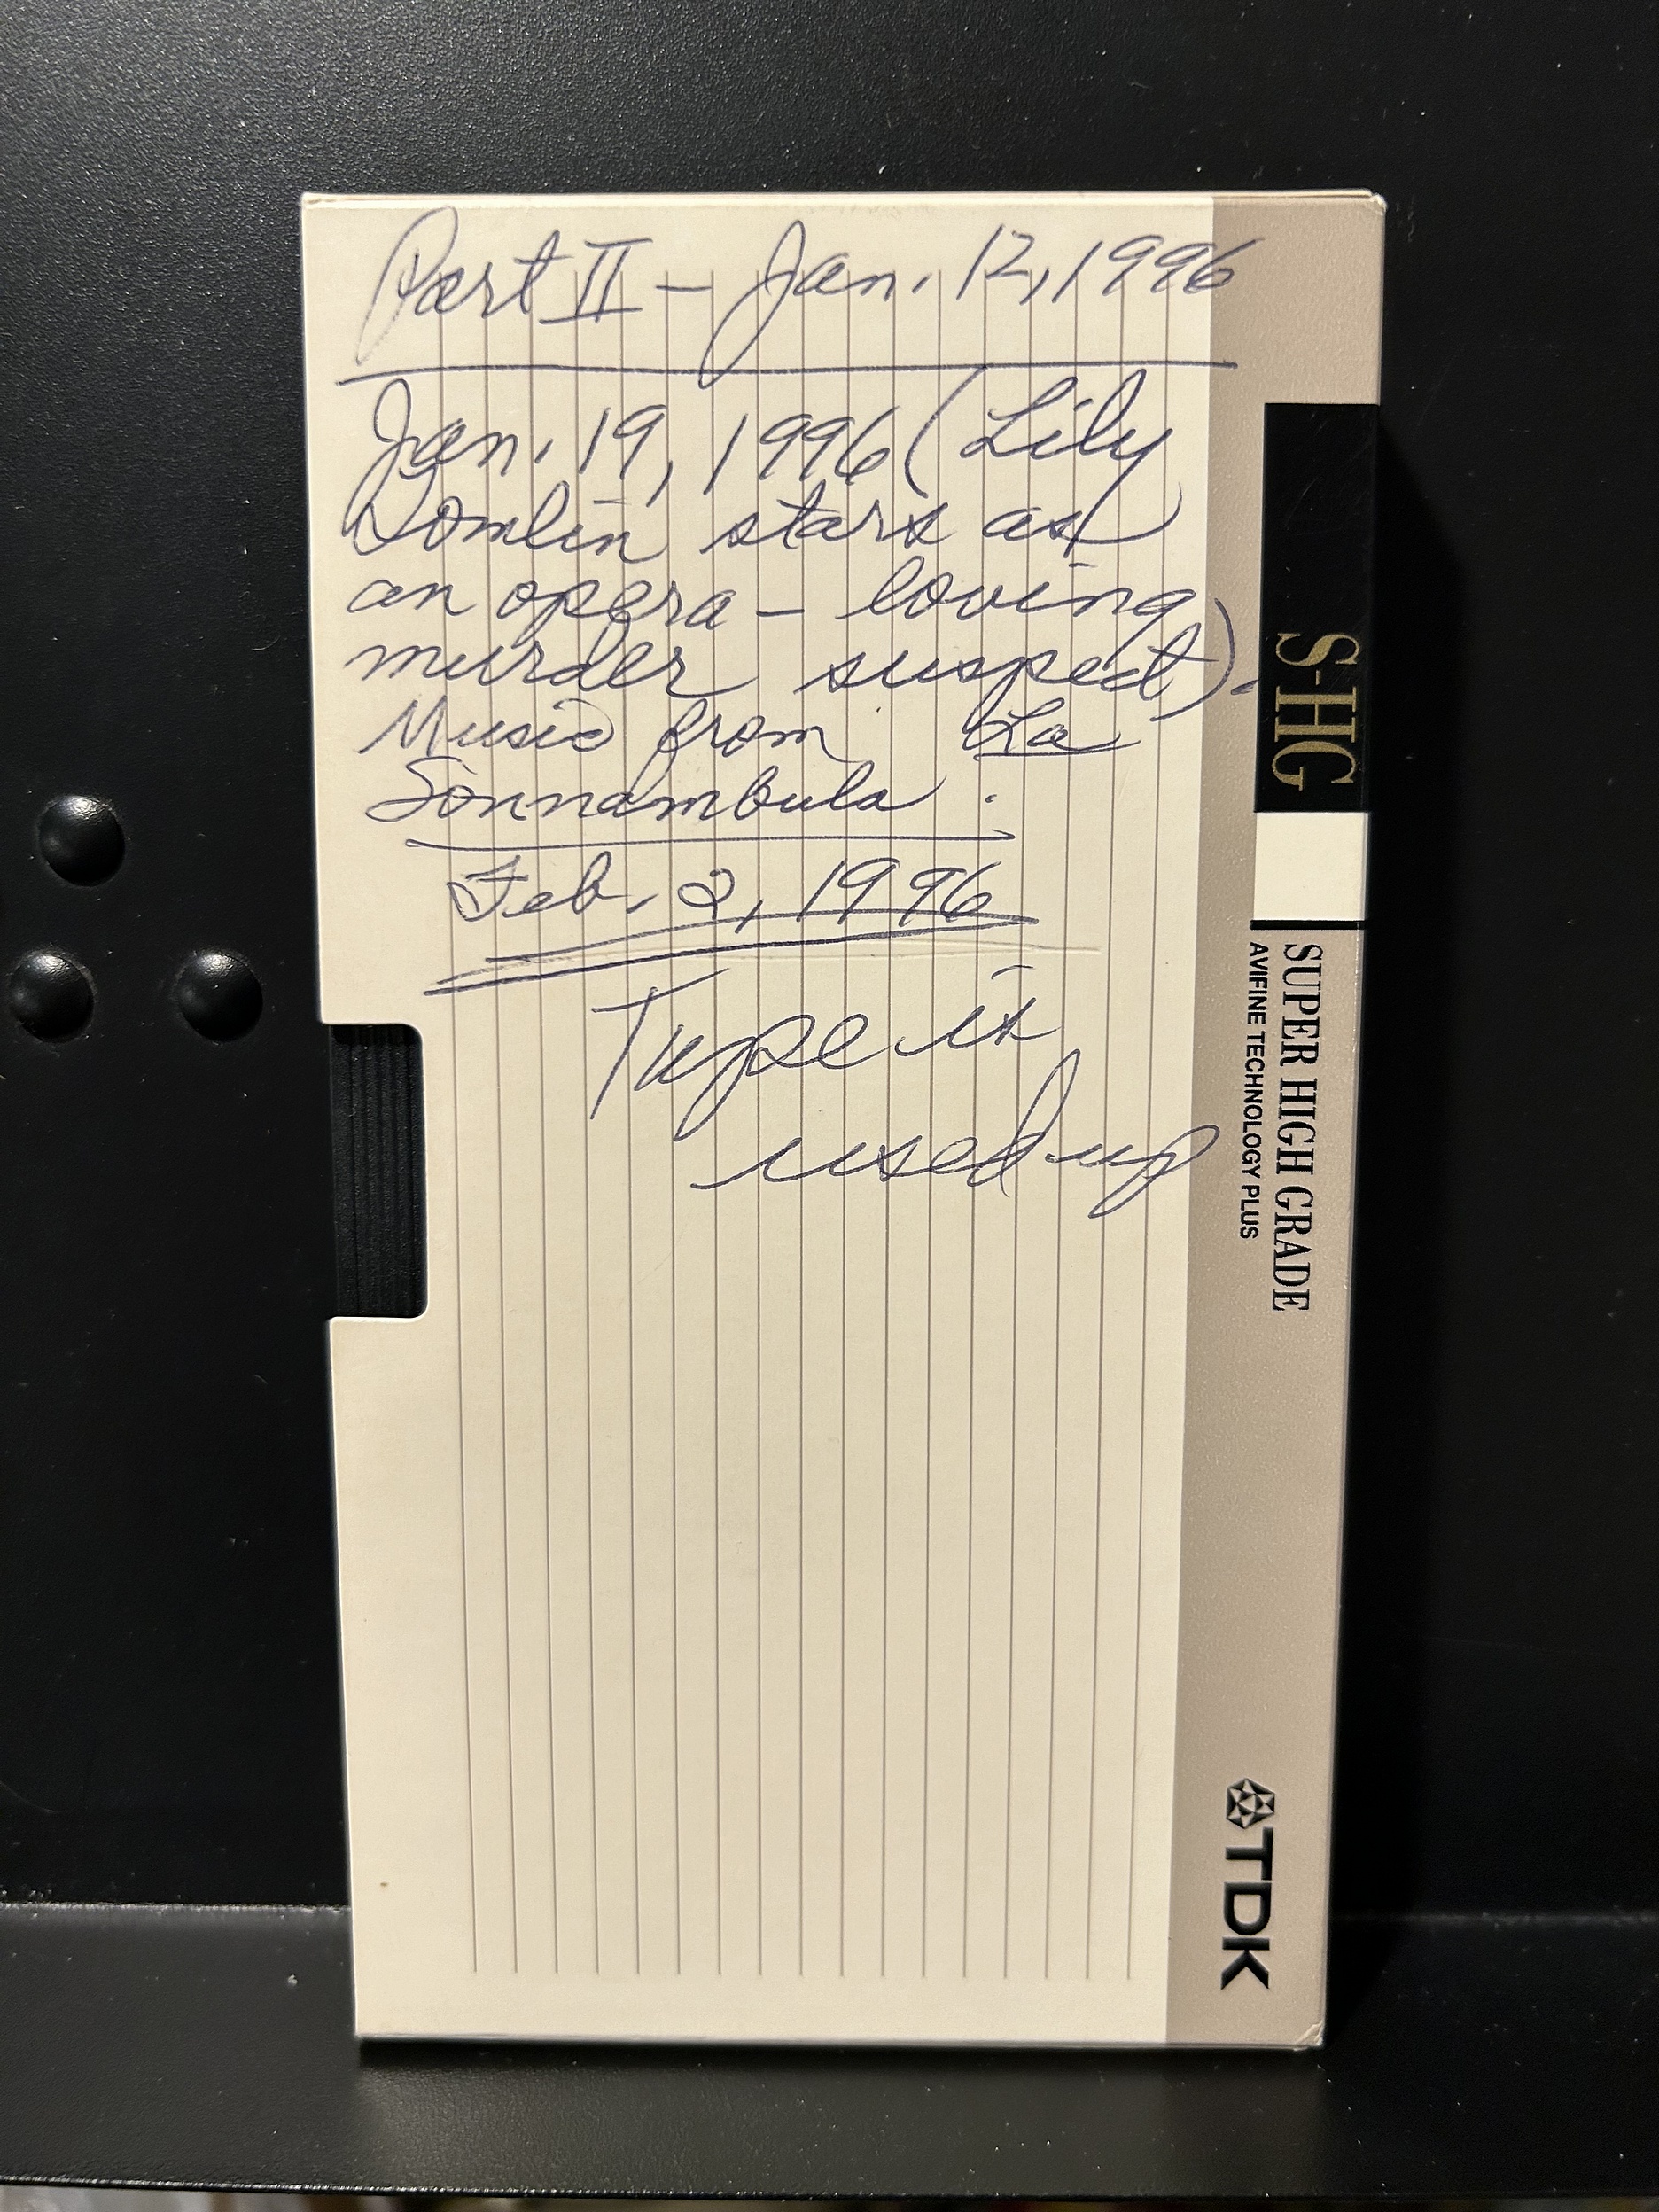 Part II - Jan. 12, 1996
Jan. 19, 1996 (Lily
Tomlin stars as
an opera - loving
murder suspect).
Music from La
Sonnambula.
Feb. 2, 1996
Tape is
used up
S-HG
SUPER HIGH GRADE
AVIFINE TECHNOLOGY PLUS
TDK